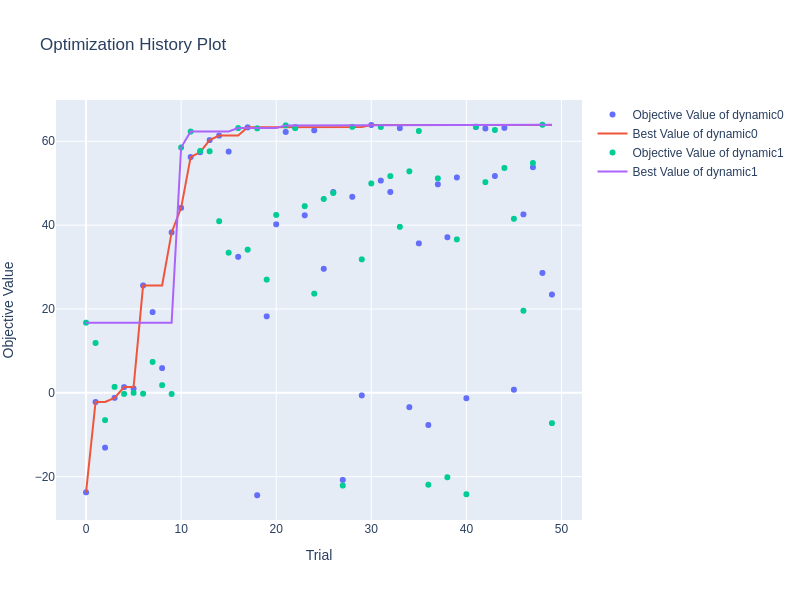 Optimization History Plot
Objective Value of dynamic0
Best Value of dynamic0
Objective Value of dynamic1
Best Value of dynamic1
60
40
20
0
−20
Objective Value
0 10 20 30 40 50
Trial